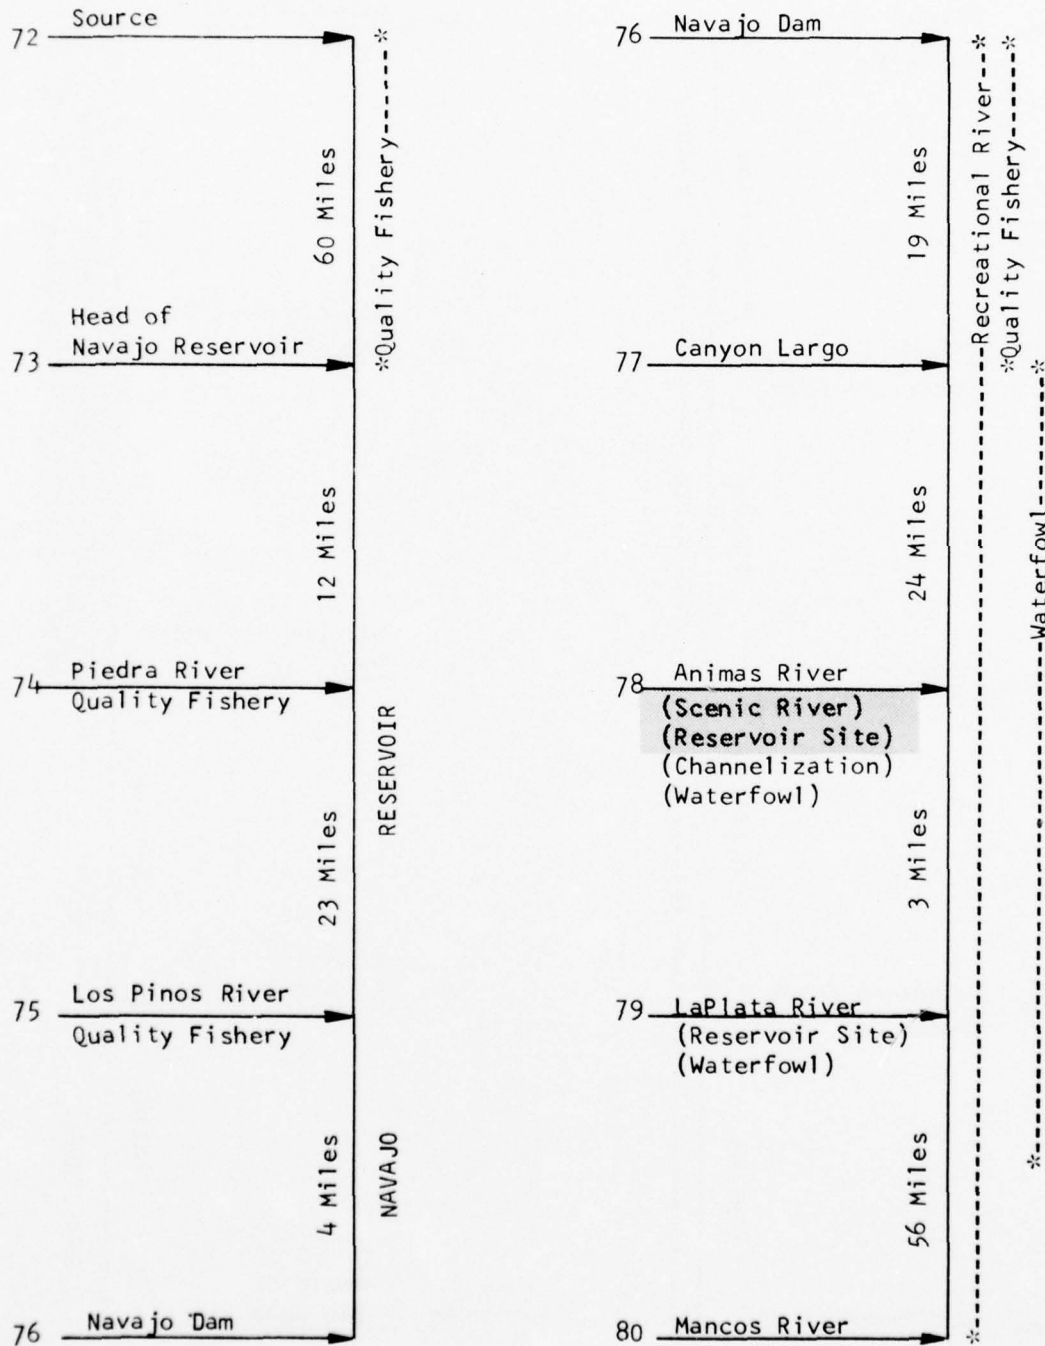 72 Source
60 Miles
*Quality Fishery------*
Head of
73 Navajo Reservoir
12 Miles
74 Piedra River
Quality Fishery
23 Miles
RESERVOIR
75 Los Pinos River
Quality Fishery
4 Miles
NAVAJO
76 Navajo Dam
76 Navajo Dam
19 Miles
Recreational River
*Quality Fishery------*
77 Canyon Largo
24 Miles
Waterfowl
78 Animas River
(Scenic River)
(Reservoir Site)
(Channelization)
(Waterfowl)
3 Miles
79 LaPlata River
(Reservoir Site)
(Waterfowl)
56 Miles
80 Mancos River